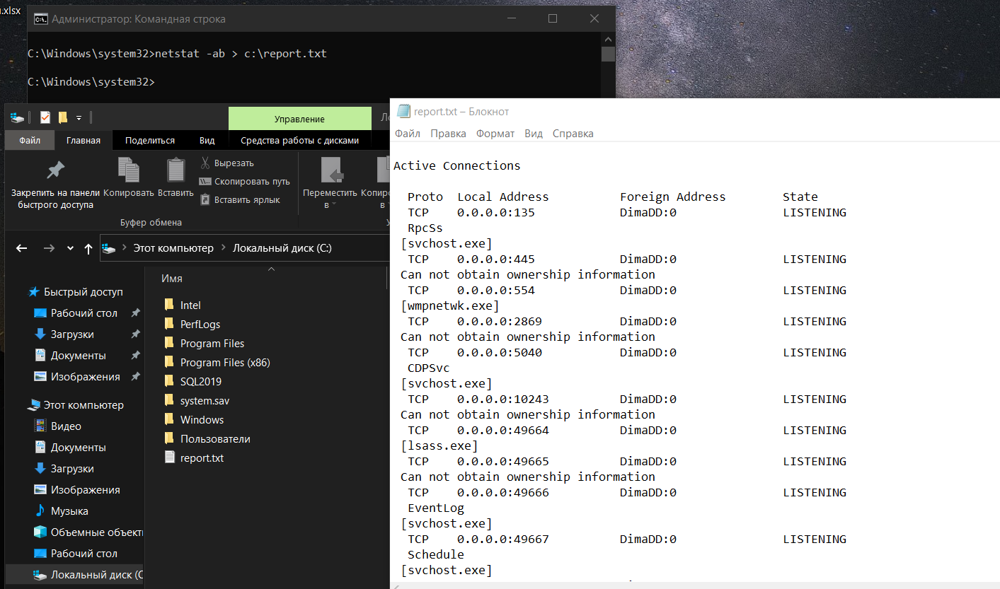 ı.xlsx
Администратор: Командная строка
C:\Windows\system32>netstat -ab > c:\report.txt
C:\Windows\system32>
Управление
Файл
Главная
Поделиться
Вид
Средства работы с дисками
Закрепить на панели быстрого доступа
Копировать
Вставить
Вырезать
Скопировать путь
Вставить ярлык
Переместить в
Буфер обмена
Этот компьютер
Локальный диск (C:)
Быстрый доступ
Рабочий стол
Загрузки
Документы
Изображения
Этот компьютер
Видео
Документы
Загрузки
Изображения
Музыка
Объемные объект
Рабочий стол
Локальный диск (C
Имя
Intel
PerfLogs
Program Files
Program Files (x86)
SQL2019
system.sav
Windows
Пользователи
report.txt
report.txt – Блокнот
Файл Правка Формат Вид Справка
Active Connections
Proto Local Address Foreign Address State
TCP 0.0.0.0:135 DimaDD:0 LISTENING
RpcSs
[svchost.exe]
TCP 0.0.0.0:445 DimaDD:0 LISTENING
Can not obtain ownership information
TCP 0.0.0.0:554 DimaDD:0 LISTENING
[wmpnetwk.exe]
TCP 0.0.0.0:2869 DimaDD:0 LISTENING
Can not obtain ownership information
TCP 0.0.0.0:5040 DimaDD:0 LISTENING
CDPSvc
[svchost.exe]
TCP 0.0.0.0:10243 DimaDD:0 LISTENING
Can not obtain ownership information
TCP 0.0.0.0:49664 DimaDD:0 LISTENING
[lsass.exe]
TCP 0.0.0.0:49665 DimaDD:0 LISTENING
Can not obtain ownership information
TCP 0.0.0.0:49666 DimaDD:0 LISTENING
EventLog
[svchost.exe]
TCP 0.0.0.0:49667 DimaDD:0 LISTENING
Schedule
[svchost.exe]